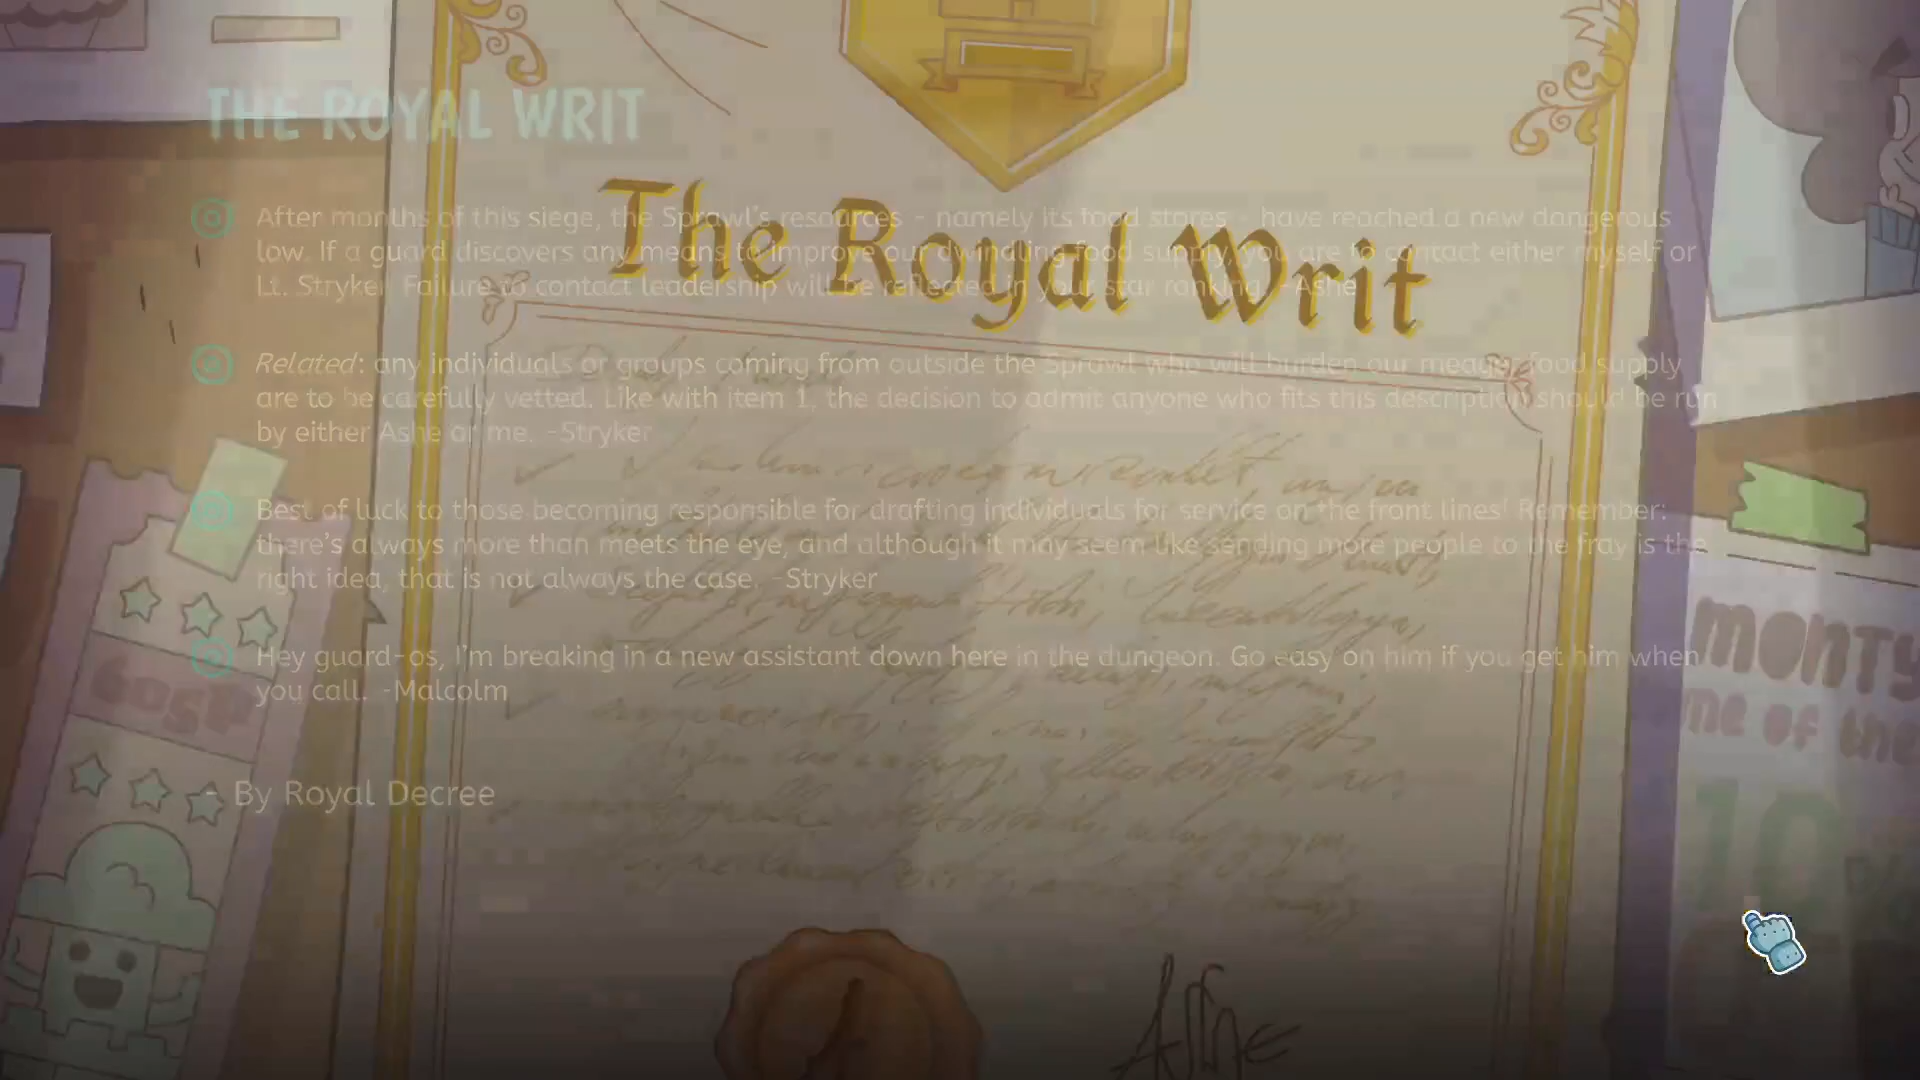 THE ROYAL WRIT
The Royal Writ
After months of this siege, the Sprawl's resources - namely its food stores - have reached a new dangerous
low. If a guard discovers any means to improve our dwindling food supply, you are to contact either myself or
Lt. Stryker. Failure to contact leadership will be reflected in your star ranking. -Ashe
Related: any individuals or groups coming from outside the Sprawl who will burden our meager food supply
are to be carefully vetted. Like with item 1, the decision to admit anyone who fits this description should be run
by either Ashe or me. -Stryker
Best of luck to those becoming responsible for drafting individuals for service on the front lines! Remember:
there's always more than meets the eye, and although it may seem like sending more people to the fray is the
right idea, that is not always the case. -Stryker
Hey guard-os, I'm breaking in a new assistant down here in the dungeon. Go easy on him if you get him when
you call. -Malcolm
- By Royal Decree
Ashe
MONTY
one of the
10